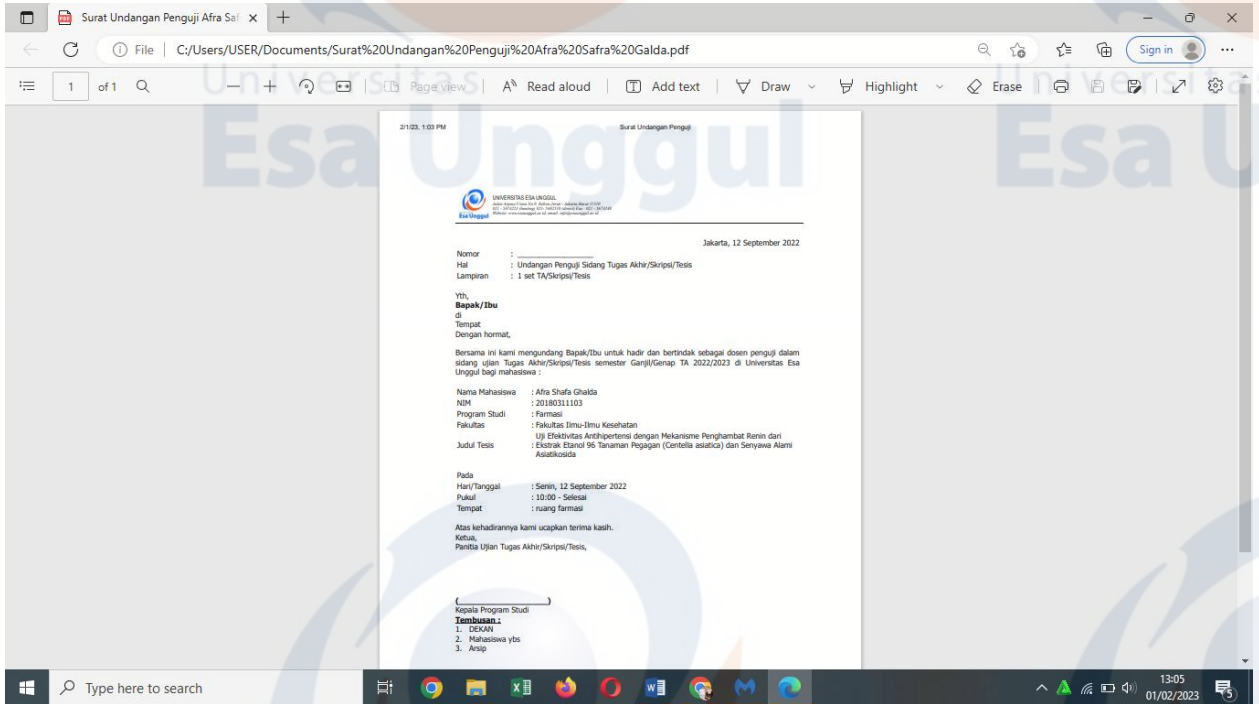 Surat Undangan Penguji Afra Saf
File C:/Users/USER/Documents/Surat%20Undangan%20Penguji%20Afra%20Safra%20Galda.pdf
Sign in
1 of 1 Page view Read aloud Add text Draw Highlight Erase
Universitas
Esa Unggul
Universitas
Esa U
2/1/23, 1:03 PM Surat Undangan Penguji
Esa Unggul
UNIVERSITAS ESA UNGGUL
Jakarta, 12 September 2022
Nomor :
Hal : Undangan Penguji Sidang Tugas Akhir/Skripsi/Tesis
Lampiran : 1 set TA/Skripsi/Tesis
Yth,
Bapak/Ibu
di
Tempat
Dengan hormat,
Bersama ini kami mengundang Bapak/Ibu untuk hadir dan bertindak sebagai dosen penguji dalam
sidang ujian Tugas Akhir/Skripsi/Tesis semester Ganjil/Genap TA 2022/2023 di Universitas Esa
Unggul bagi mahasiswa :
Nama Mahasiswa : Afra Shafa Ghalda
NIM : 20180311103
Program Studi : Farmasi
Fakultas : Fakultas Ilmu-Ilmu Kesehatan
Uji Efektivitas Antihipertensi dengan Mekanisme Penghambat Renin dari
Judul Tesis : Ekstrak Etanol 96 Tanaman Pegagan (Centella asiatica) dan Senyawa Alami
Asiatikosida
Pada
Hari/Tanggal : Senin, 12 September 2022
Pukul : 10:00 - Selesai
Tempat : ruang farmasi
Atas kehadirannya kami ucapkan terima kasih.
Ketua,
Panitia Ujian Tugas Akhir/Skripsi/Tesis,
(____________________)
Kepala Program Studi
Tembusan :
1. DEKAN
2. Mahasiswa ybs
3. Arsip
Type here to search
13:05
01/02/2023
5